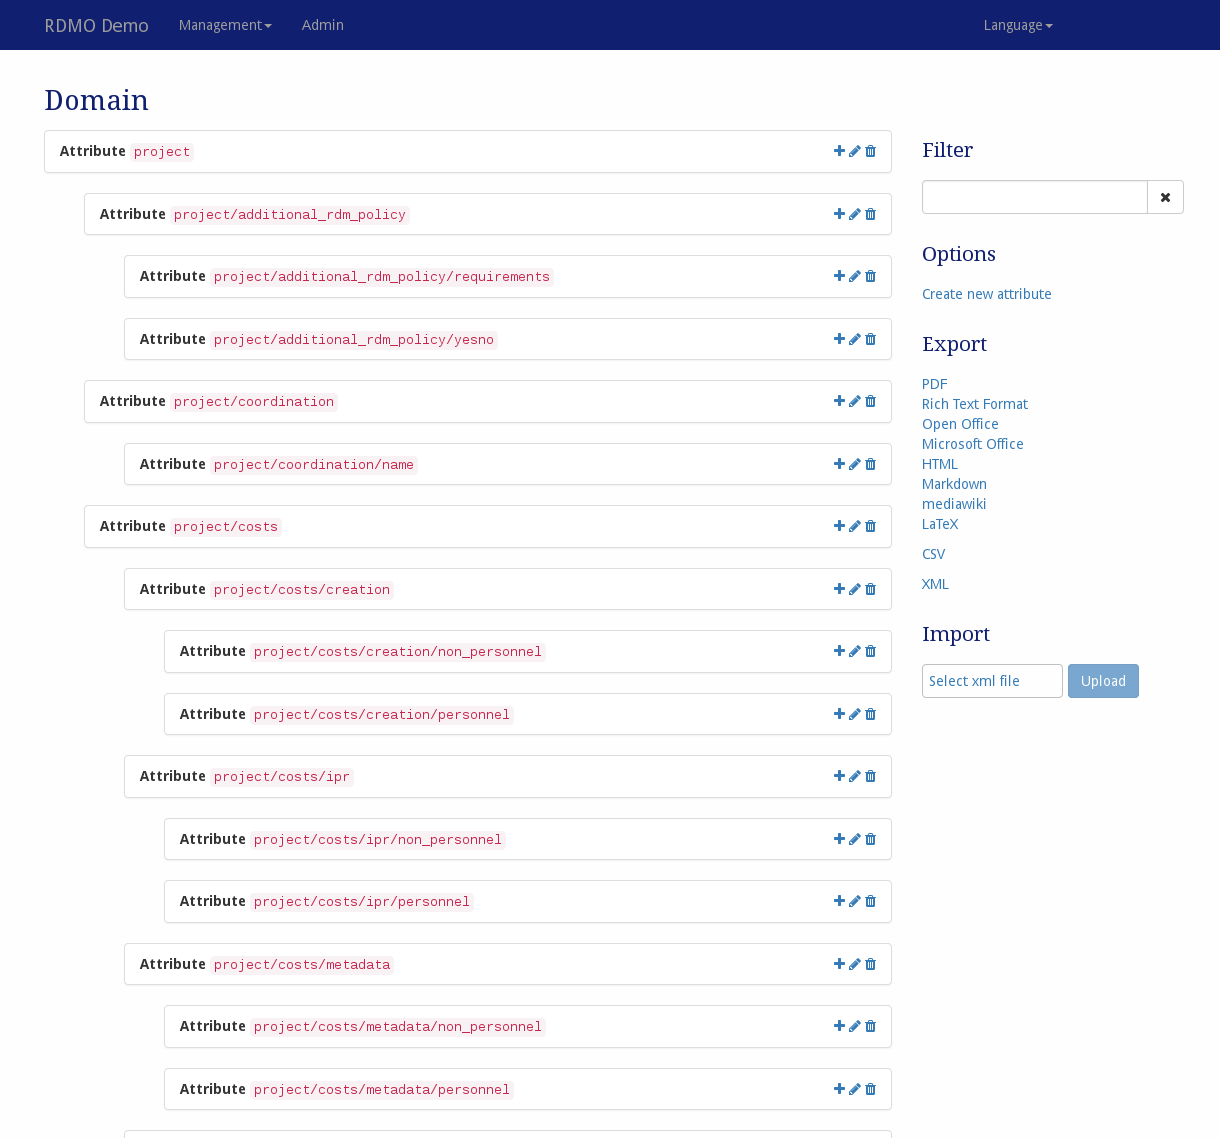 RDMO Demo Management Admin Language
Domain
Attribute project
Attribute project/additional_rdm_policy
Attribute project/additional_rdm_policy/requirements
Attribute project/additional_rdm_policy/yesno
Attribute project/coordination
Attribute project/coordination/name
Attribute project/costs
Attribute project/costs/creation
Attribute project/costs/creation/non_personnel
Attribute project/costs/creation/personnel
Attribute project/costs/ipr
Attribute project/costs/ipr/non_personnel
Attribute project/costs/ipr/personnel
Attribute project/costs/metadata
Attribute project/costs/metadata/non_personnel
Attribute project/costs/metadata/personnel
Filter
Options
Create new attribute
Export
PDF
Rich Text Format
Open Office
Microsoft Office
HTML
Markdown
mediawiki
LaTeX
CSV
XML
Import
Select xml file Upload